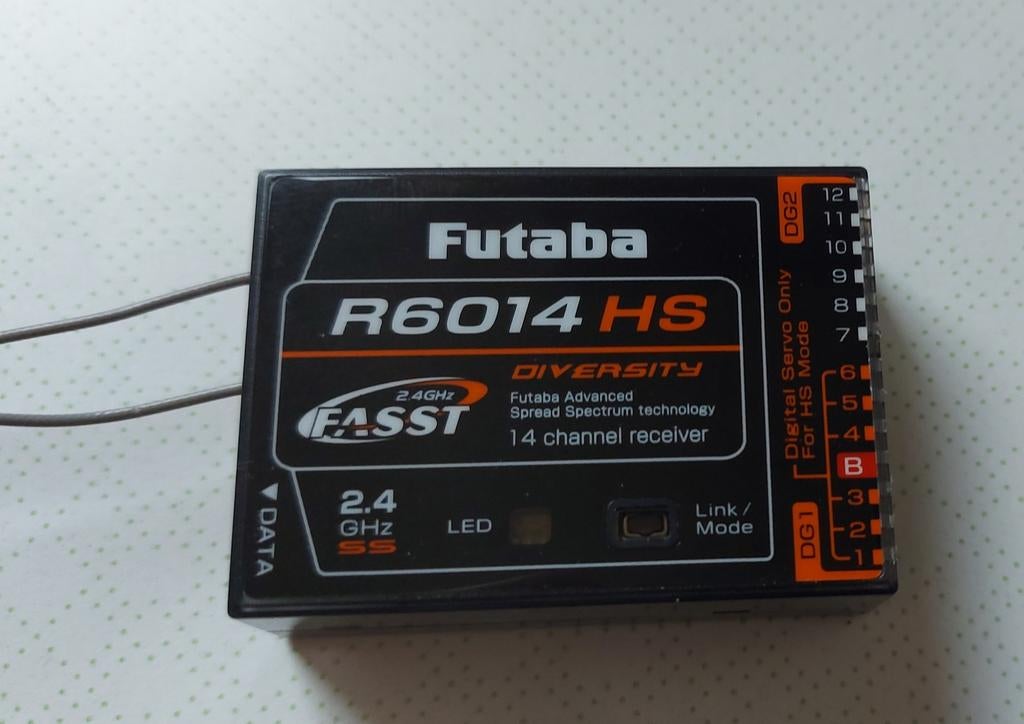 Futaba
R6014 HS
DIVERSITY
2.4GHz
FASST
Futaba Advanced
Spread Spectrum technology
14 channel receiver
2.4
GHz
SS
LED
Link /
Mode
▼DATA
DG2
12
11
10
9
8
7
Digital Servo Only
For HS Mode
6
5
4
B
3
2
1
DG1